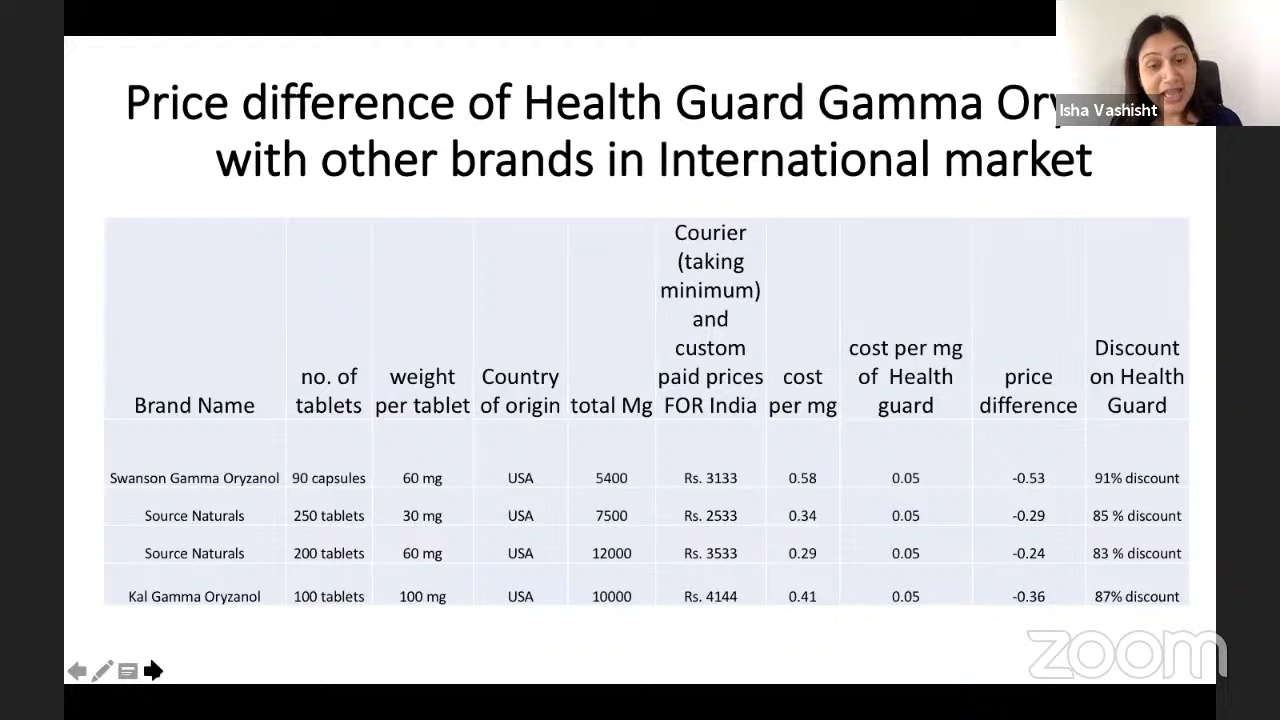 Price difference of Health Guard Gamma
with other brands in International market
Isha Vashisht
Brand Name no. of tablets weight per tablet Country of origin total Mg Courier (taking minimum) and custom paid prices FOR India cost per mg cost per mg of Health guard price difference Discount on Health Guard
Swanson Gamma Oryzanol 90 capsules 60 mg USA 5400 Rs. 3133 0.58 0.05 -0.53 91% discount
Source Naturals 250 tablets 30 mg USA 7500 Rs. 2533 0.34 0.05 -0.29 85 % discount
Source Naturals 200 tablets 60 mg USA 12000 Rs. 3533 0.29 0.05 -0.24 83 % discount
Kal Gamma Oryzanol 100 tablets 100 mg USA 10000 Rs. 4144 0.41 0.05 -0.36 87% discount
zoom